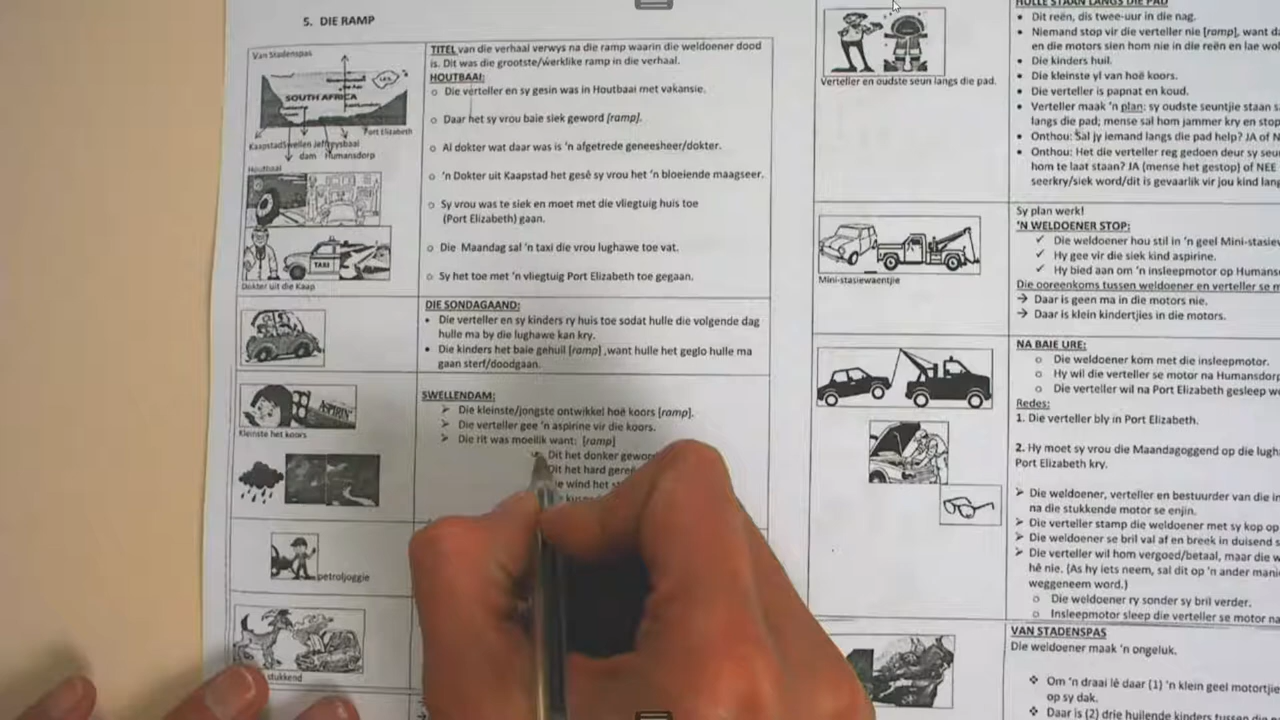 5. DIE RAMP
Van Stadenspas
SOUTH AFRICA
Port Elizabeth
Kaapstad Swellen Jeffreysbaai
dam Humansdorp
Houtbaai
TAXI
Dokter uit die Kaap
ASPIRIN
Kleinste het koors
petroljoggie
stukkend
TITEL van die verhaal verwys na die ramp waarin die weldoener dood
is. Dit was die grootste/werklike ramp in die verhaal.
HOUTBAAI:
o Die verteller en sy gesin was in Houtbaai met vakansie.
o Daar het sy vrou baie siek geword [ramp].
o Al dokter wat daar was is 'n afgetrede geneesheer/dokter.
o 'n Dokter uit Kaapstad het gesê sy vrou het 'n bloeiende maagseer.
o Sy vrou was te siek en moet met die vliegtuig huis toe
(Port Elizabeth) gaan.
o Die Maandag sal 'n taxi die vrou lughawe toe vat.
o Sy het toe met 'n vliegtuig Port Elizabeth toe gegaan.
DIE SONDAGAAND:
• Die verteller en sy kinders ry huis toe sodat hulle die volgende dag
hulle ma by die lughawe kan kry.
• Die kinders het baie gehuil [ramp] ,want hulle het geglo hulle ma
gaan sterf/doodgaan.
SWELLENDAM:
➢ Die kleinste/jongste ontwikkel hoë koors [ramp].
➢ Die verteller gee 'n aspirine vir die koors.
➢ Die rit was moeilik want: [ramp]
Dit het donker gewor
Dit het hard gere
e wind het
Verteller en oudste seun langs die pad.
Mini-stasiewaentjie
HULLE STAAN LANGS DIE PAD
• Dit reën, dis twee-uur in die nag.
• Niemand stop vir die verteller nie [ramp], want d
en die motors sien hom nie in die reën en lae wo
• Die kinders huil.
• Die kleinste yl van hoë koors.
• Die verteller is papnat en koud.
• Verteller maak 'n plan: sy oudste seuntjie staan s
langs die pad; mense sal hom jammer kry en stop
• Onthou: Sal jy iemand langs die pad help? JA of N
• Onthou: Het die verteller reg gedoen deur sy seu
hom te laat staan? JA (mense het gestop) of NEE
seerkry/siek word/dit is gevaarlik vir jou kind lang
Sy plan werk!
'N WELDOENER STOP:
✓ Die weldoener hou stil in 'n geel Mini-stasiew
✓ Hy gee vir die siek kind aspirine.
✓ Hy bied aan om 'n insleepmotor op Humans
Die ooreenkoms tussen weldoener en verteller se m
→ Daar is geen ma in die motors nie.
→ Daar is klein kindertjies in die motors.
NA BAIE URE:
o Die weldoener kom met die insleepmotor.
o Hy wil die verteller se motor na Humansdorp
o Die verteller wil na Port Elizabeth gesleep w
Redes:
1. Die verteller bly in Port Elizabeth.
2. Hy moet sy vrou die Maandagoggend op die lugh
Port Elizabeth kry.
➢ Die weldoener, verteller en bestuurder van die in
na die stukkende motor se enjin.
➢ Die verteller stamp die weldoener met sy kop op
➢ Die weldoener se bril val af en breek in duisend s
➢ Die verteller wil hom vergoed/betaal, maar die w
hê nie. (As hy iets neem, sal dit op 'n ander mani
weggeneem word.)
o Die weldoener ry sonder sy bril verder.
o Insleepmotor sleep die verteller se motor na
VAN STADENSPAS
Die weldoener maak 'n ongeluk.
❖ Om 'n draai lê daar (1) 'n klein geel motortjie
op sy dak.
❖ Daar is (2) drie huilende kinders tussen die